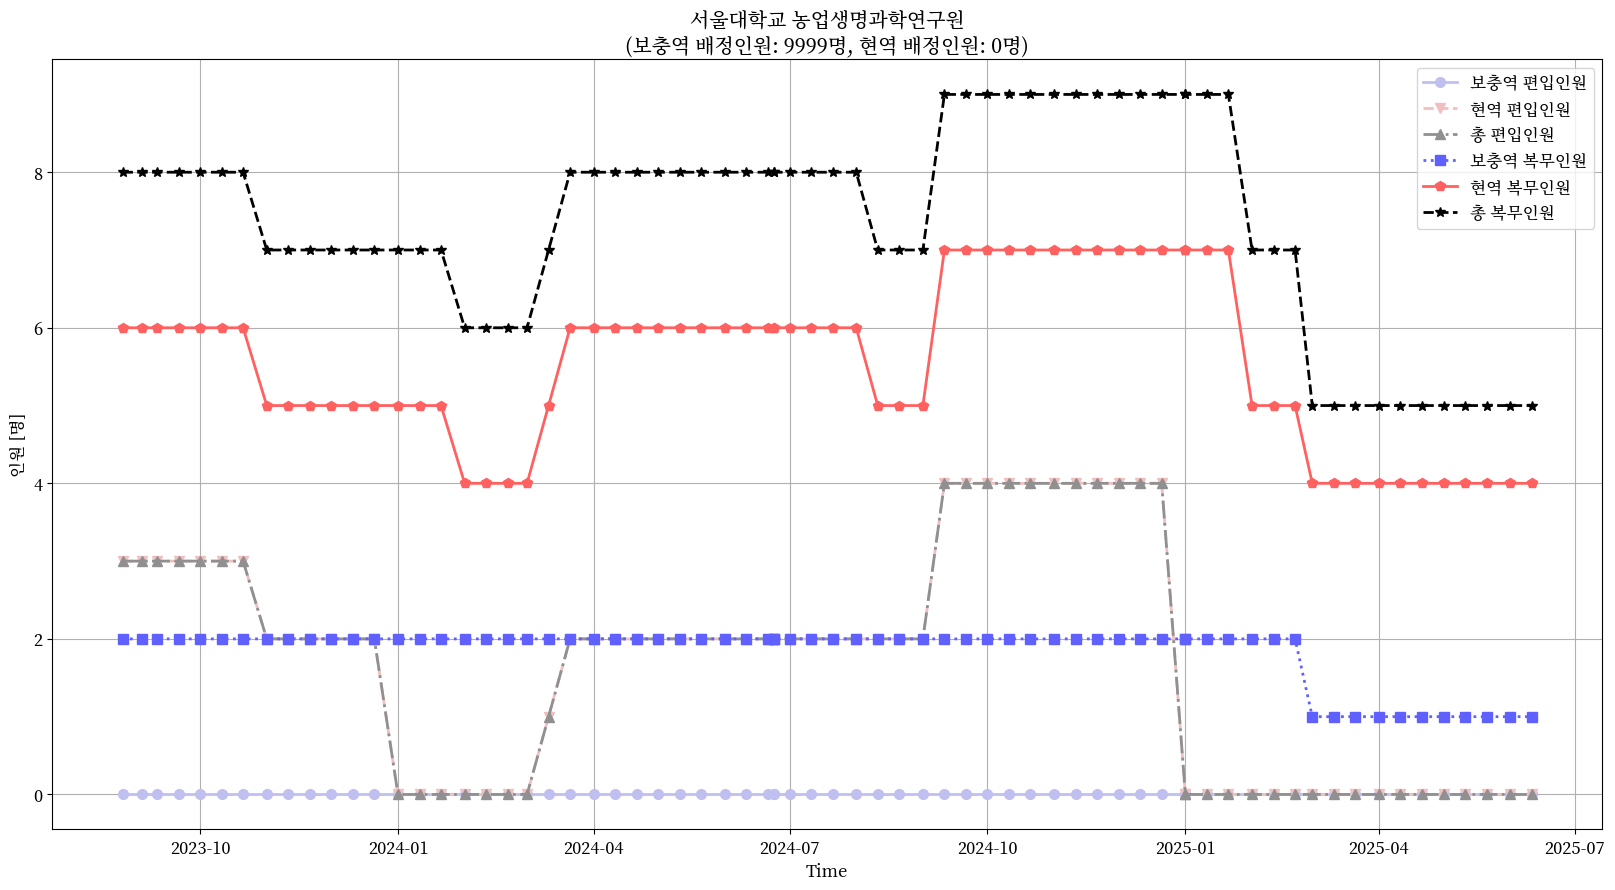 서울대학교 농업생명과학연구원
(보충역 배정인원: 9999명, 현역 배정인원: 0명)
보충역 편입인원
현역 편입인원
총 편입인원
보충역 복무인원
현역 복무인원
총 복무인원
인원 [명]
8
6
4
2
0
2023-10
2024-01
2024-04
2024-07
2024-10
2025-01
2025-04
2025-07
Time